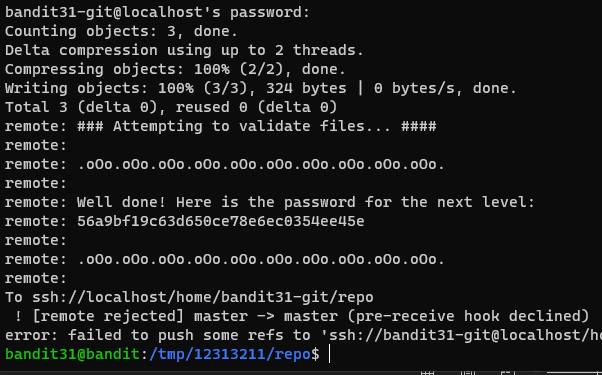 bandit31-git@localhost's password:
Counting objects: 3, done.
Delta compression using up to 2 threads.
Compressing objects: 100% (2/2), done.
Writing objects: 100% (3/3), 324 bytes | 0 bytes/s, done.
Total 3 (delta 0), reused 0 (delta 0)
remote: ### Attempting to validate files... ####
remote:
remote: .oOo.oOo.oOo.oOo.oOo.oOo.oOo.oOo.oOo.oOo.
remote:
remote: Well done! Here is the password for the next level:
remote: 56a9bf19c63d650ce78e6ec0354ee45e
remote:
remote: .oOo.oOo.oOo.oOo.oOo.oOo.oOo.oOo.oOo.oOo.
remote:
To ssh://localhost/home/bandit31-git/repo
 ! [remote rejected] master -> master (pre-receive hook declined)
error: failed to push some refs to 'ssh://bandit31-git@localhost/ho
bandit31@bandit:/tmp/12313211/repo$